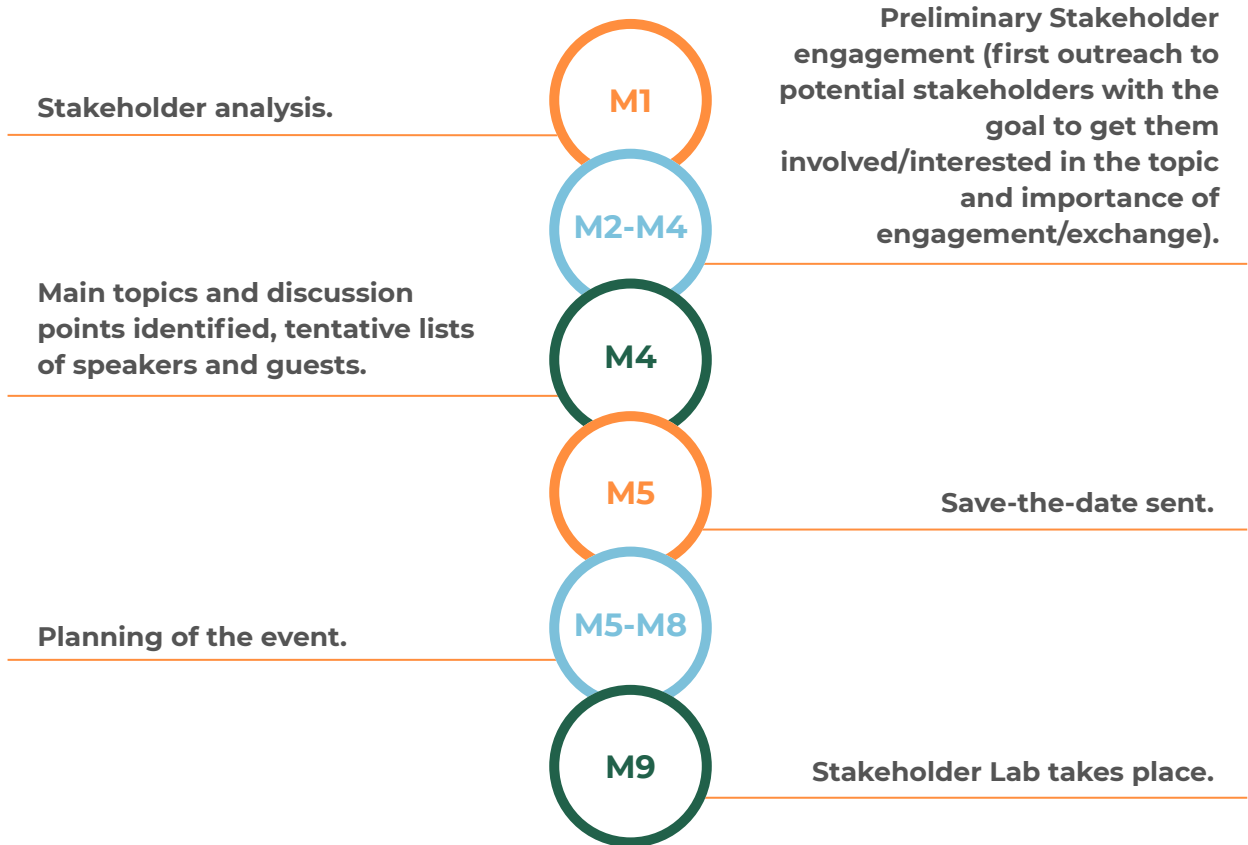 Stakeholder analysis.
M1
Preliminary Stakeholder
engagement (first outreach to
potential stakeholders with the
goal to get them
involved/interested in the topic
and importance of
engagement/exchange).
M2-M4
Main topics and discussion
points identified, tentative lists
of speakers and guests.
M4
M5
Save-the-date sent.
Planning of the event.
M5-M8
M9
Stakeholder Lab takes place.